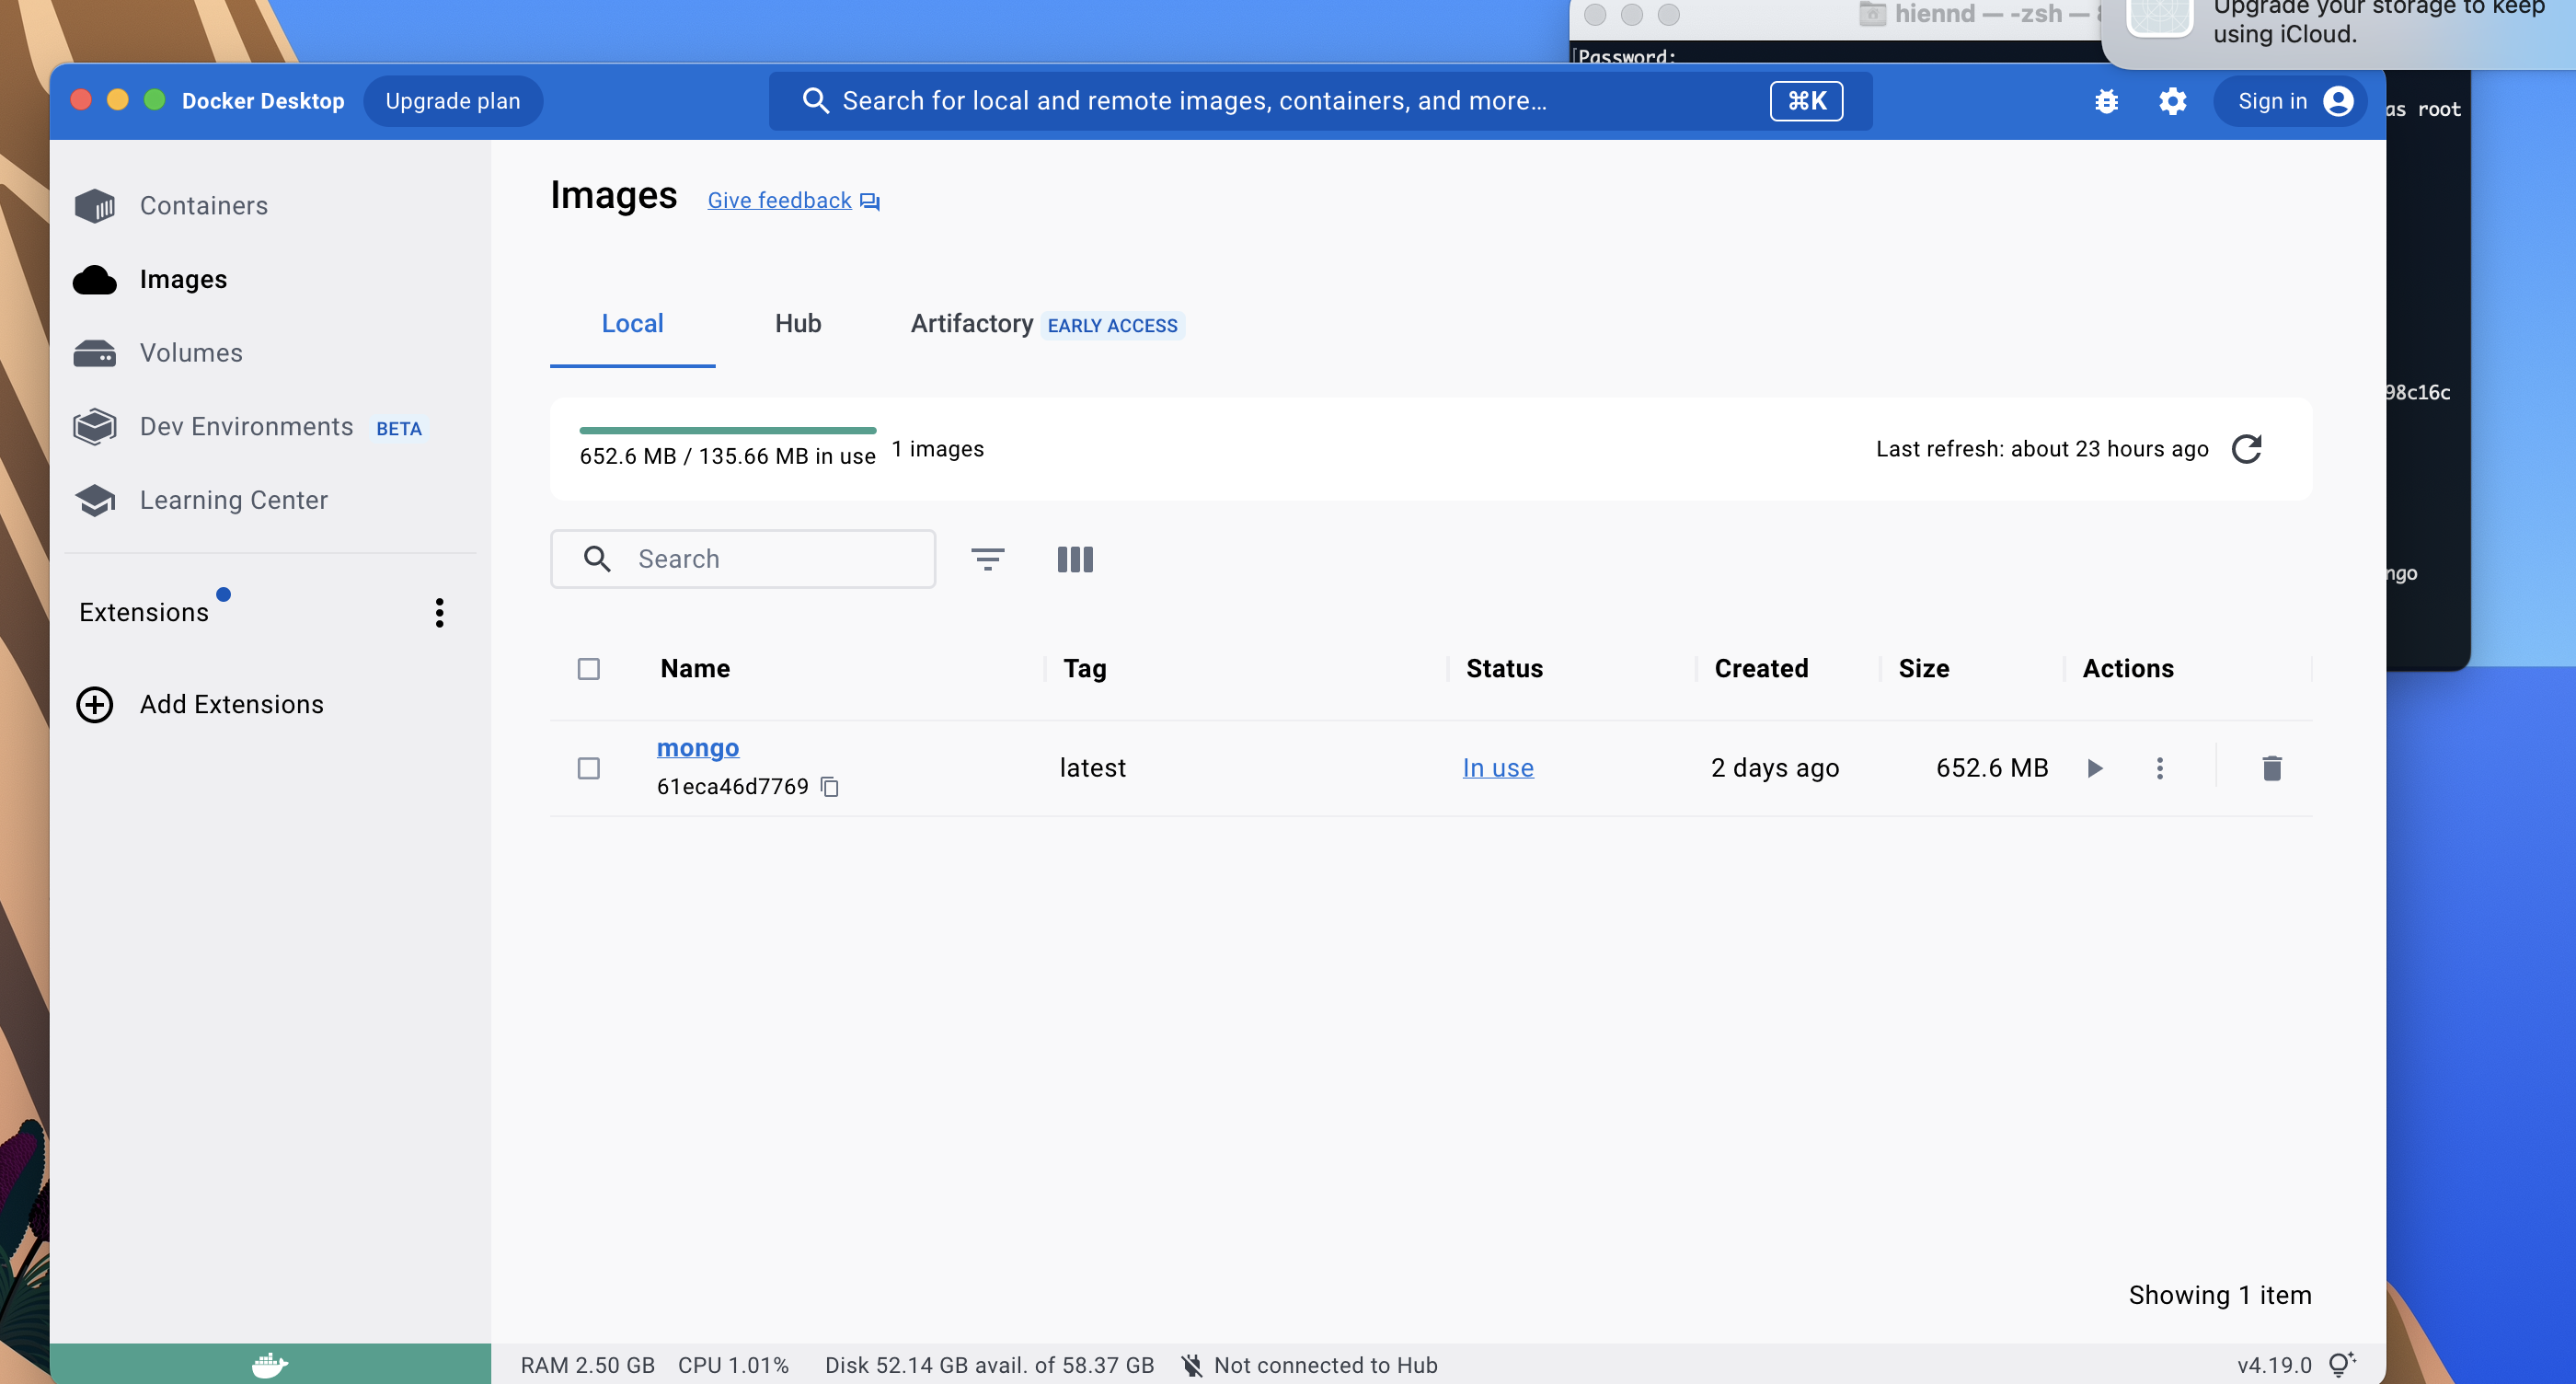 hiennd — -zsh —
Upgrade your storage to keep
using iCloud.
Password:
Docker Desktop
Upgrade plan
Search for local and remote images, containers, and more...
⌘K
Sign in
as root
Containers
Images
Volumes
Dev Environments BETA
Learning Center
Extensions
Add Extensions
Images
Give feedback
Local
Hub
Artifactory EARLY ACCESS
652.6 MB / 135.66 MB in use
1 images
Last refresh: about 23 hours ago
98c16c
Search
ngo
Name
Tag
Status
Created
Size
Actions
mongo
61eca46d7769
latest
In use
2 days ago
652.6 MB
Showing 1 item
RAM 2.50 GB
CPU 1.01%
Disk 52.14 GB avail. of 58.37 GB
Not connected to Hub
v4.19.0